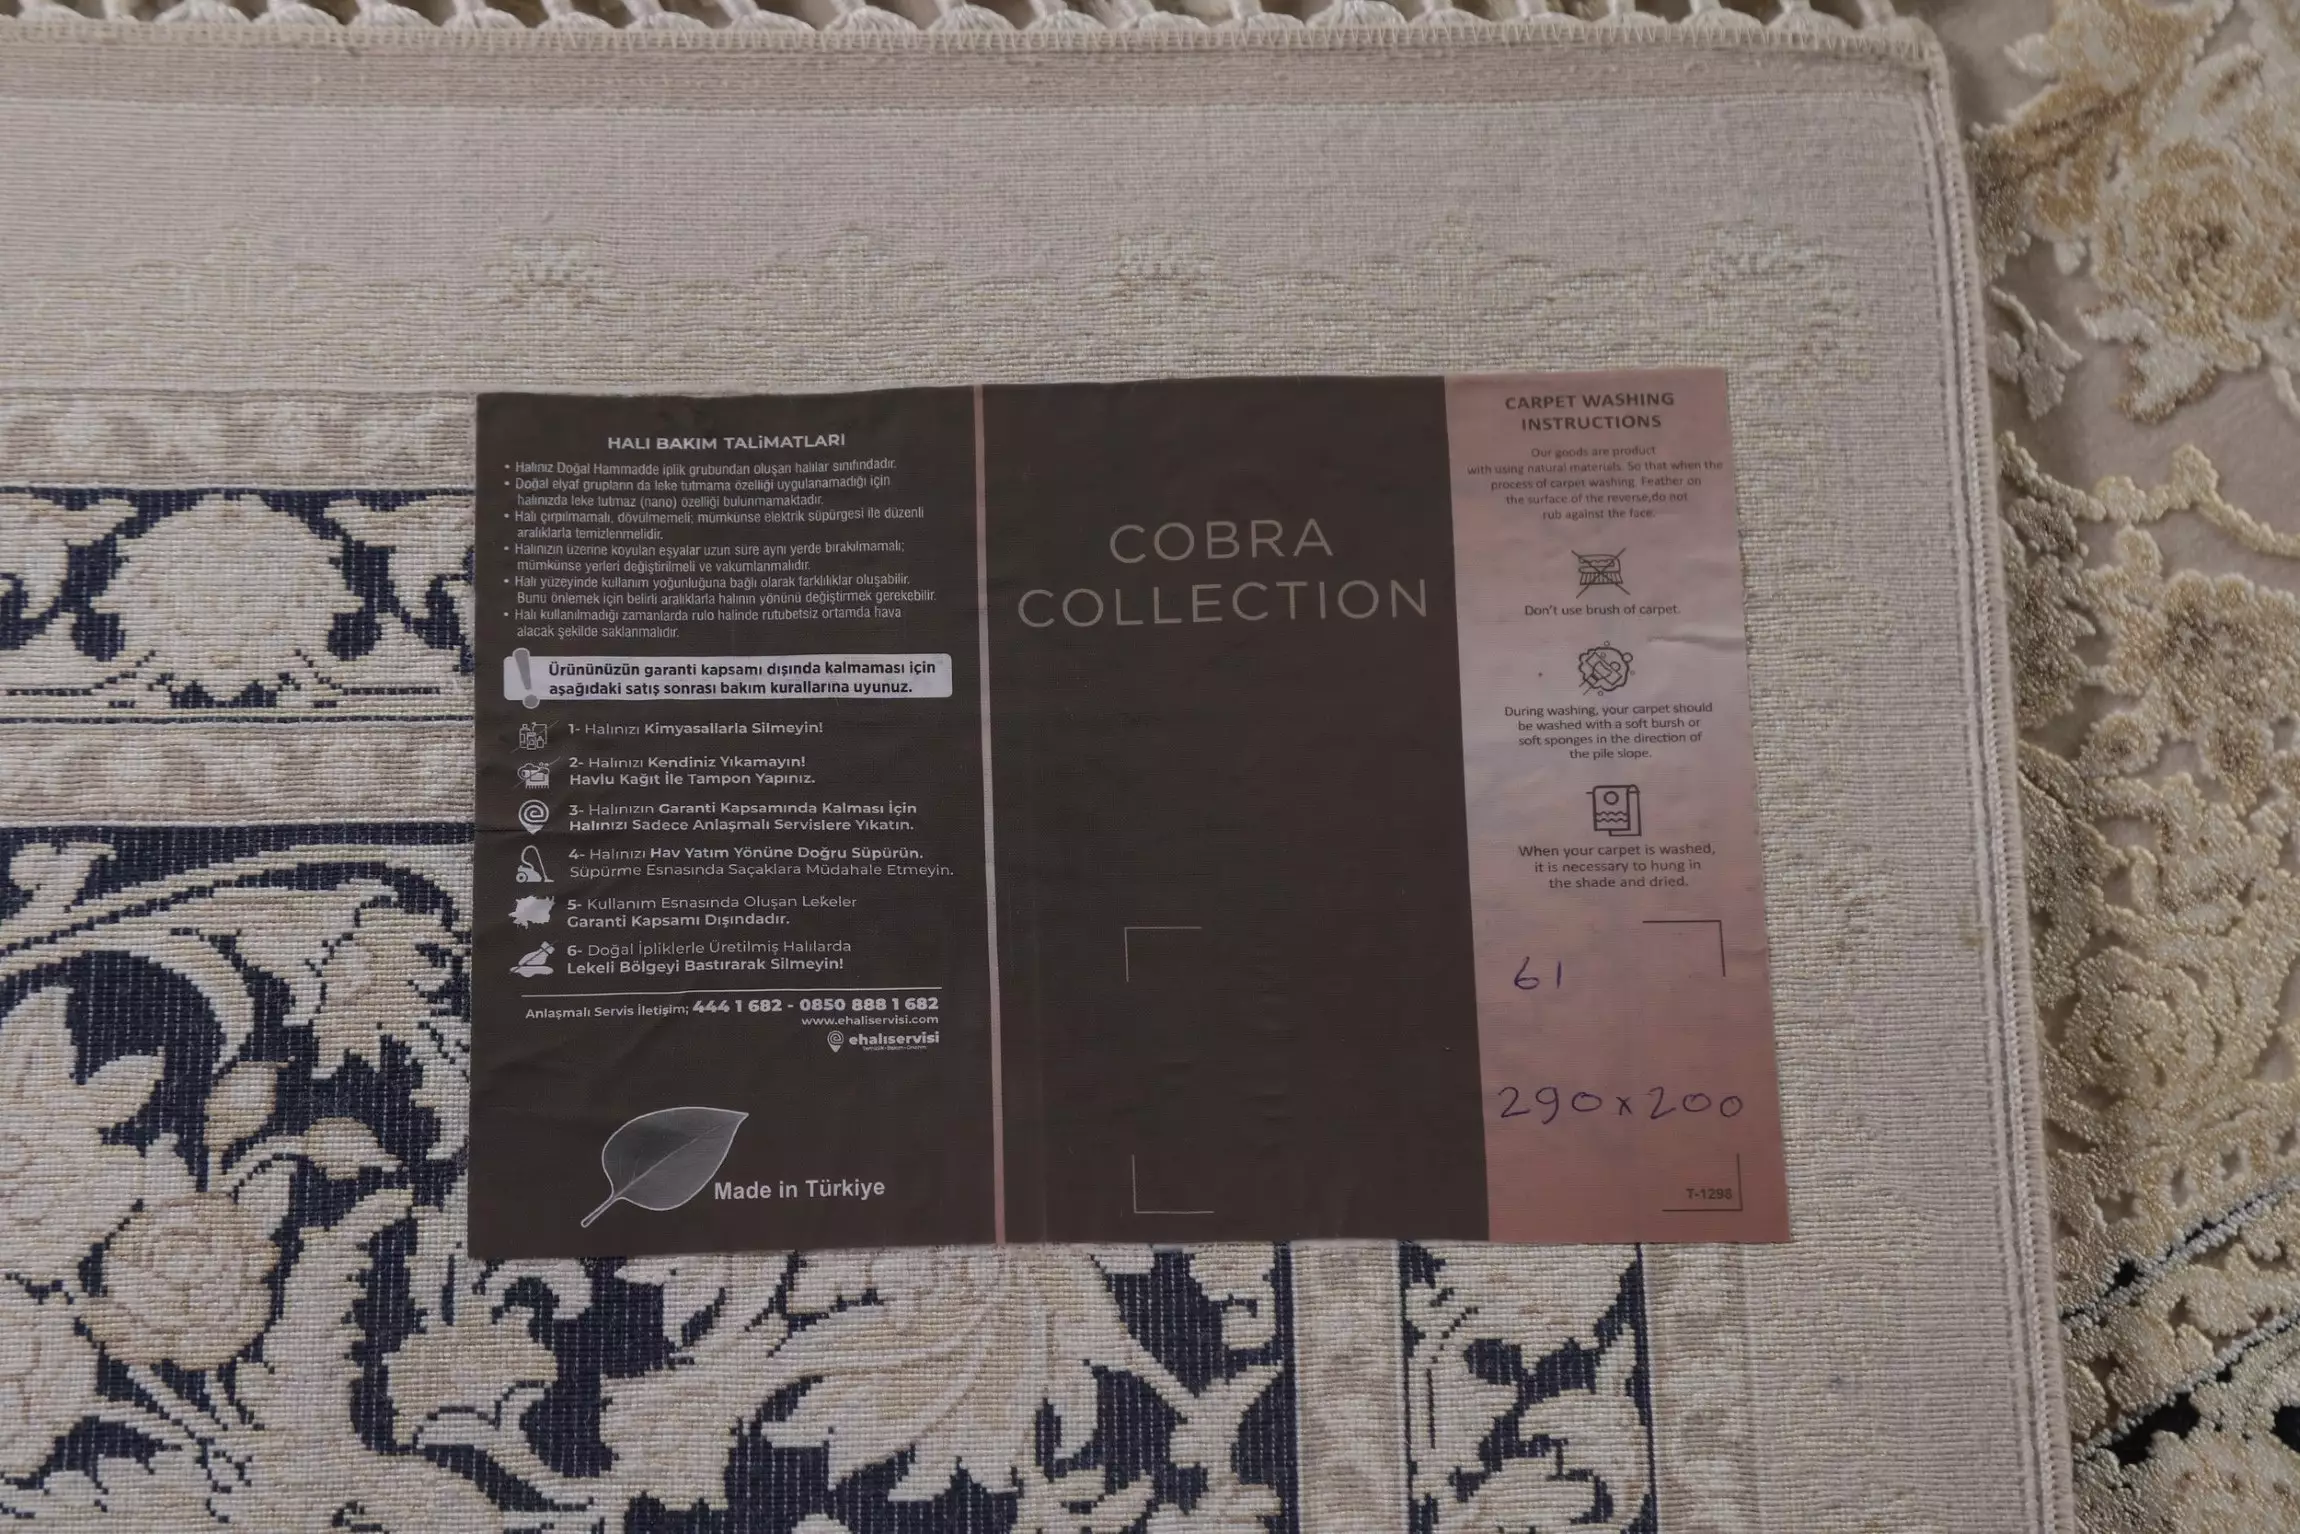 HALI BAKIM TALİMATLARI
• Halınız Doğal Hammadde iplik grubundan oluşan halılar sınıfındadır.
• Doğal elyaf grupların da leke tutmama özelliği uygulanamadığı için
halınızda leke tutmaz (nano) özelliği bulunmamaktadır.
• Halı çırpılmamalı, dövülmemeli; mümkünse elektrik süpürgesi ile düzenli
aralıklarla temizlenmelidir.
• Halınızın üzerine koyulan eşyalar uzun süre aynı yerde bırakılmamalı;
mümkünse yerleri değiştirilmeli ve vakumlanmalıdır.
• Halı yüzeyinde kullanım yoğunluğuna bağlı olarak farklılıklar oluşabilir.
Bunu önlemek için belirli aralıklarla halının yönünü değiştirmek gerekebilir.
• Halı kullanılmadığı zamanlarda rulo halinde rutubetsiz ortamda hava
alacak şekilde saklanmalıdır.
Ürününüzün garanti kapsamı dışında kalmaması için
aşağıdaki satış sonrası bakım kurallarına uyunuz.
1- Halınızı Kimyasallarla Silmeyin!
2- Halınızı Kendiniz Yıkamayın!
Havlu Kağıt İle Tampon Yapınız.
3- Halınızın Garanti Kapsamında Kalması İçin
Halınızı Sadece Anlaşmalı Servislere Yıkatın.
4- Halınızı Hav Yatım Yönüne Doğru Süpürün.
Süpürme Esnasında Saçaklara Müdahale Etmeyin.
5- Kullanım Esnasında Oluşan Lekeler
Garanti Kapsamı Dışındadır.
6- Doğal İpliklerle Üretilmiş Halılarda
Lekeli Bölgeyi Bastırarak Silmeyin!
Anlaşmalı Servis İletişim; 444 1 682 - 0850 888 1 682
www.ehaliservisi.com
ehalıservisi
Made in Türkiye
COBRA
COLLECTION
CARPET WASHING
INSTRUCTIONS
Our goods are product
with using natural materials. So that when the
process of carpet washing. Feather on
the surface of the reverse,do not
rub against the face.
Don't use brush of carpet.
During washing, your carpet should
be washed with a soft bursh or
soft sponges in the direction of
the pile slope.
When your carpet is washed,
it is necessary to hung in
the shade and dried.
61
290x200
T-1298